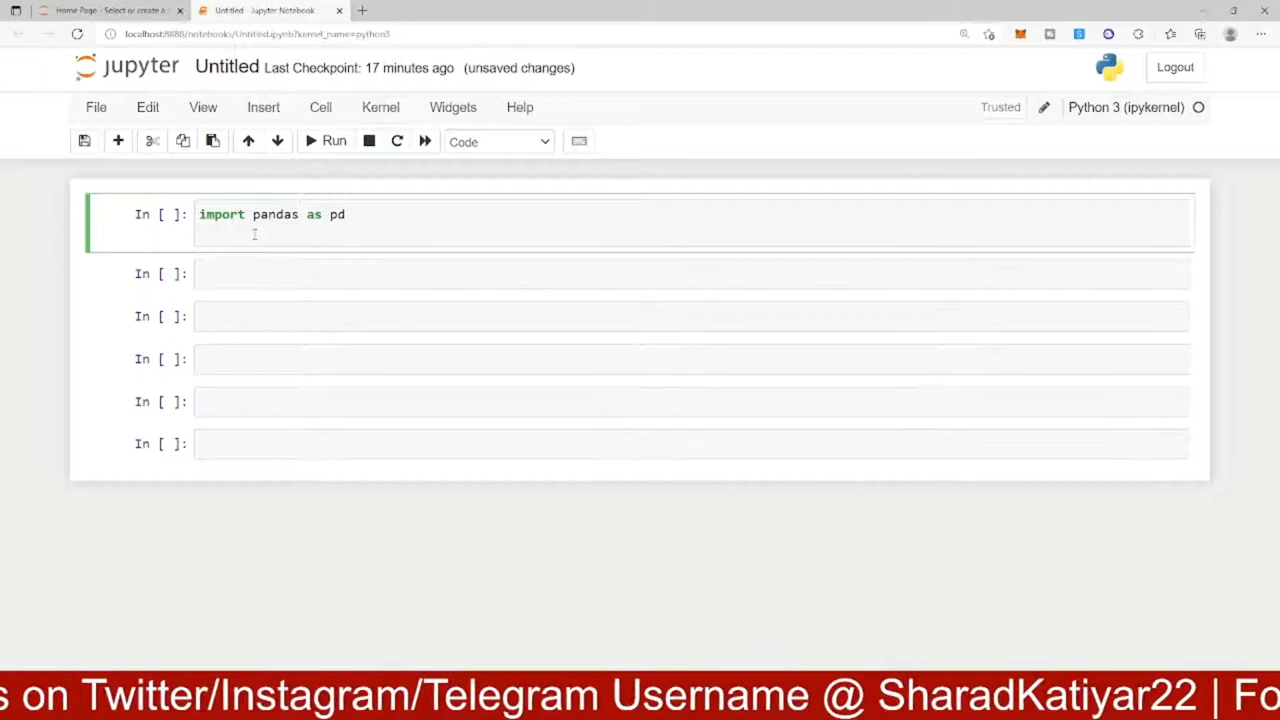 Home Page - Select or create a
Untitled - Jupyter Notebook
localhost:8888/notebooks/Untitled.ipynb?kernel_name=python3
jupyter Untitled Last Checkpoint: 17 minutes ago (unsaved changes)
Logout
File Edit View Insert Cell Kernel Widgets Help
Trusted Python 3 (ipykernel)
Run Code
In [ ]: import pandas as pd
In [ ]:
In [ ]:
In [ ]:
In [ ]:
In [ ]:
s on Twitter/Instagram/Telegram Username @ SharadKatiyar22 | Fo